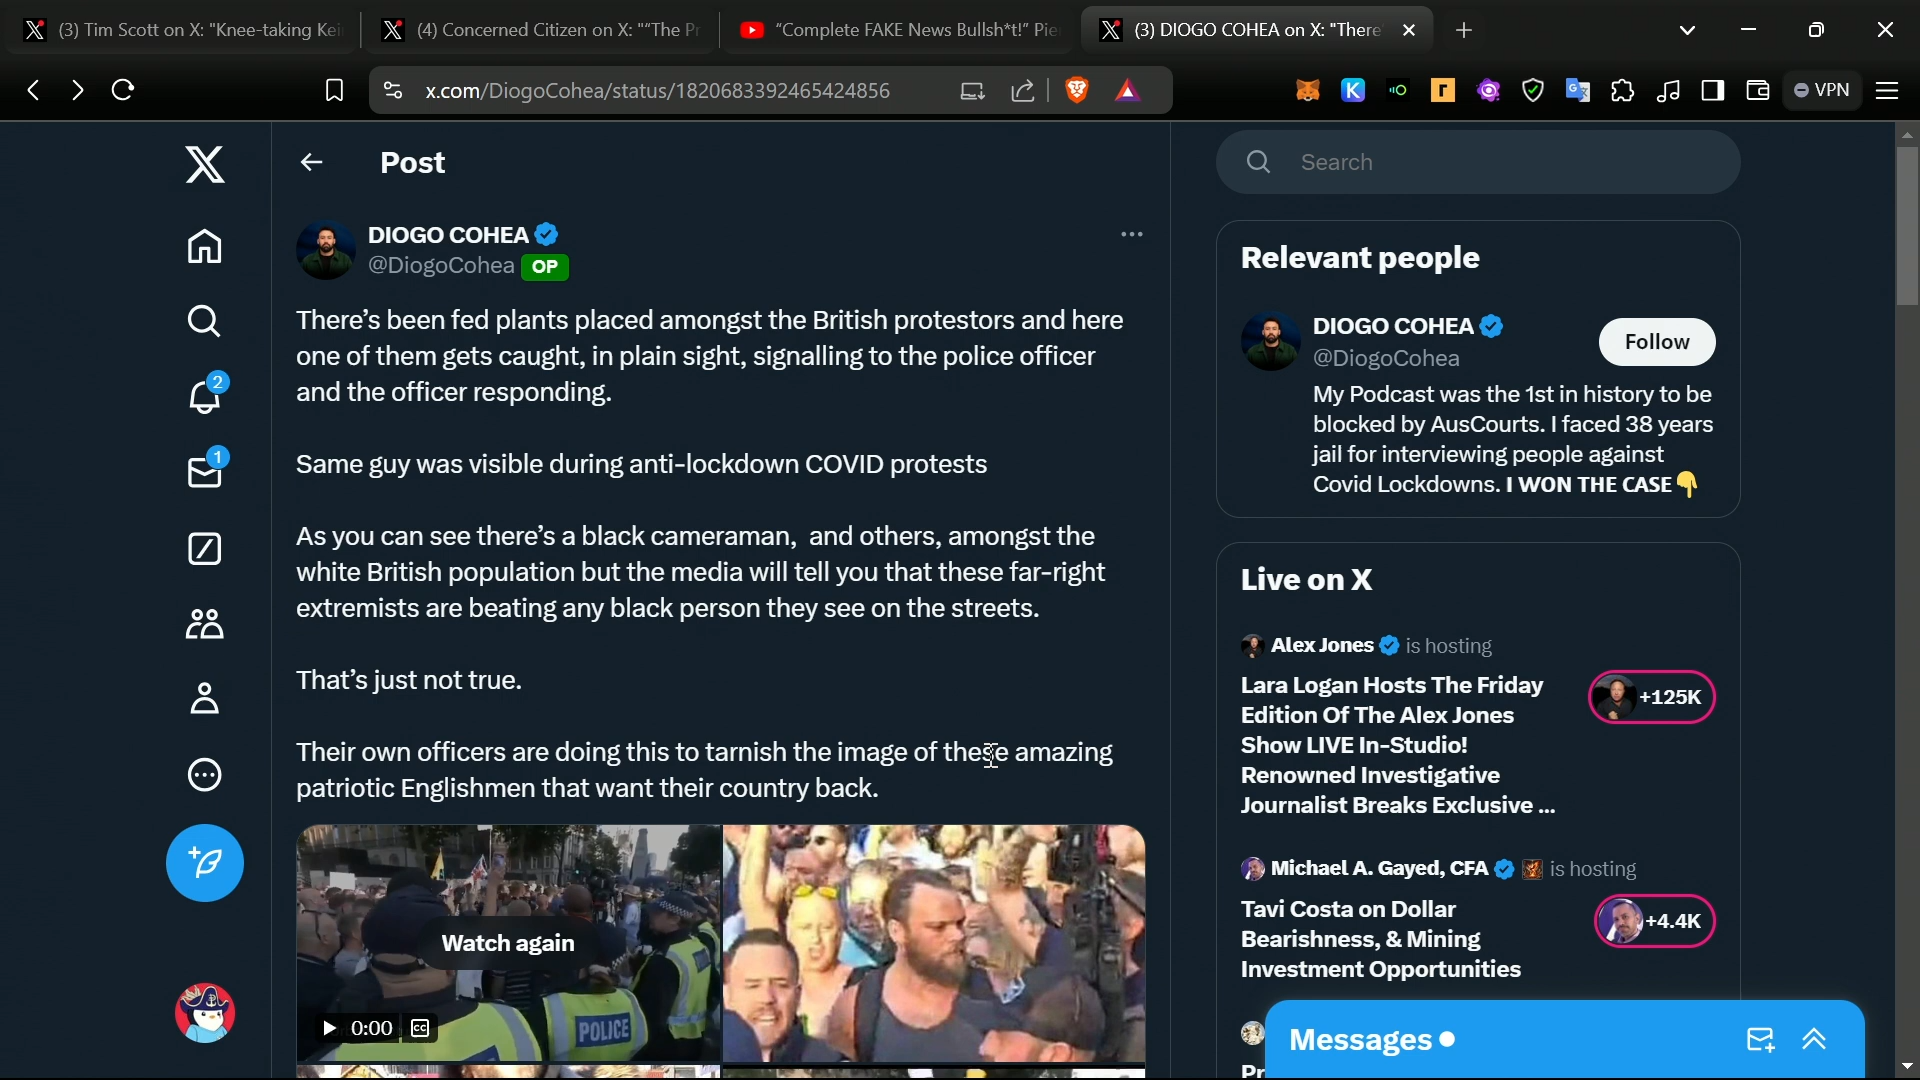 (3) Tim Scott on X: "Knee-taking Kei
(4) Concerned Citizen on X: ""The Pr
"Complete FAKE News Bullsh*t!" Pie
(3) DIOGO COHEA on X: "There'
x.com/DiogoCohea/status/1820683392465424856
VPN
Post
Search
DIOGO COHEA
@DiogoCohea OP
There's been fed plants placed amongst the British protestors and here
one of them gets caught, in plain sight, signalling to the police officer
and the officer responding.
Same guy was visible during anti-lockdown COVID protests
As you can see there's a black cameraman,  and others, amongst the
white British population but the media will tell you that these far-right
extremists are beating any black person they see on the streets.
That's just not true.
Their own officers are doing this to tarnish the image of these amazing
patriotic Englishmen that want their country back.
Watch again
0:00 CC
POLICE
2
1
Relevant people
DIOGO COHEA
@DiogoCohea
Follow
My Podcast was the 1st in history to be
blocked by AusCourts. I faced 38 years
jail for interviewing people against
Covid Lockdowns. I WON THE CASE👇
Live on X
Alex Jones is hosting
Lara Logan Hosts The Friday
Edition Of The Alex Jones
Show LIVE In-Studio!
Renowned Investigative
Journalist Breaks Exclusive ...
+125K
Michael A. Gayed, CFA is hosting
Tavi Costa on Dollar
Bearishness, & Mining
Investment Opportunities
+4.4K
Pr
Messages